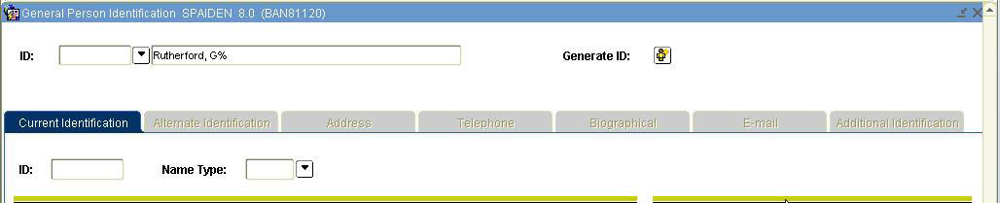 General Person Identification SPAIDEN 8.0 (BAN81120)
ID: Rutherford, G% Generate ID:
Current Identification Alternate Identification Address Telephone Biographical E-mail Additional Identification
ID: Name Type: